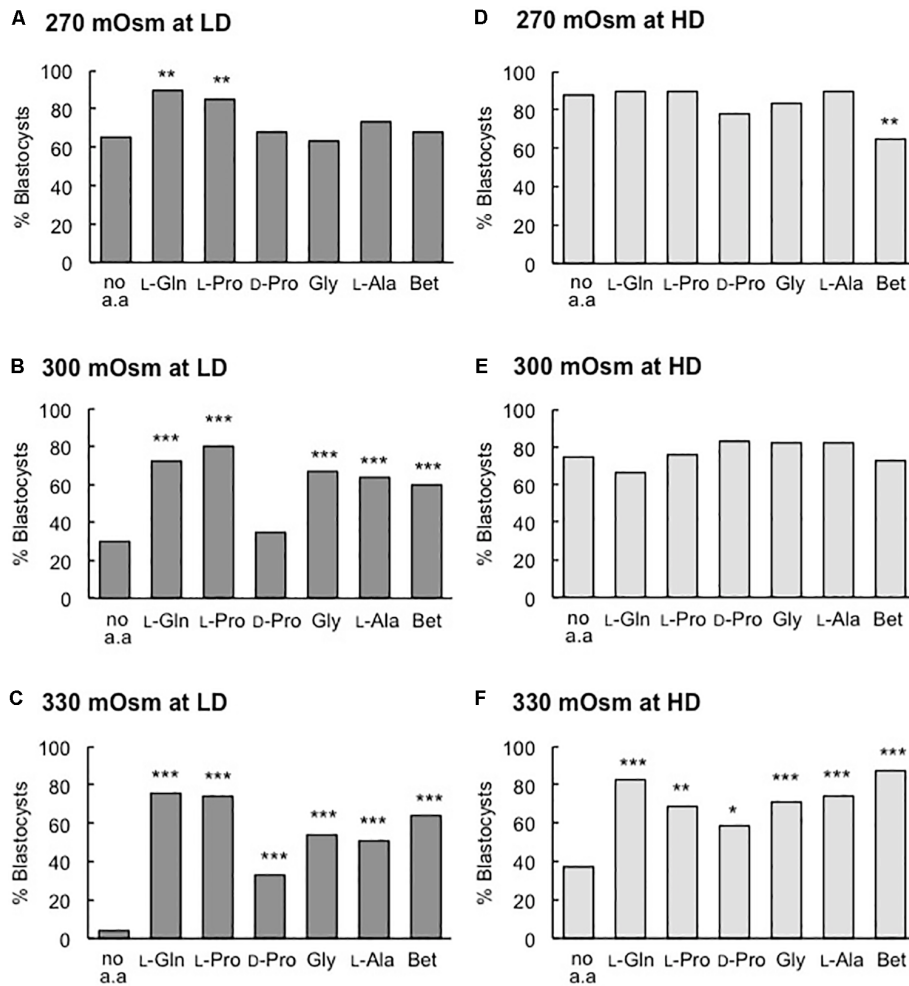 A 270 mOsm at LD
% Blastocysts
100
80
60
40
20
0
** **
no a.a L-Gln L-Pro D-Pro Gly L-Ala Bet
B 300 mOsm at LD
% Blastocysts
100
80
60
40
20
0
*** *** *** *** ***
no a.a L-Gln L-Pro D-Pro Gly L-Ala Bet
C 330 mOsm at LD
% Blastocysts
100
80
60
40
20
0
*** *** *** *** *** ***
no a.a L-Gln L-Pro D-Pro Gly L-Ala Bet
D 270 mOsm at HD
% Blastocysts
100
80
60
40
20
0
**
no a.a L-Gln L-Pro D-Pro Gly L-Ala Bet
E 300 mOsm at HD
% Blastocysts
100
80
60
40
20
0
no a.a L-Gln L-Pro D-Pro Gly L-Ala Bet
F 330 mOsm at HD
% Blastocysts
100
80
60
40
20
0
*** ** * *** *** ***
no a.a L-Gln L-Pro D-Pro Gly L-Ala Bet